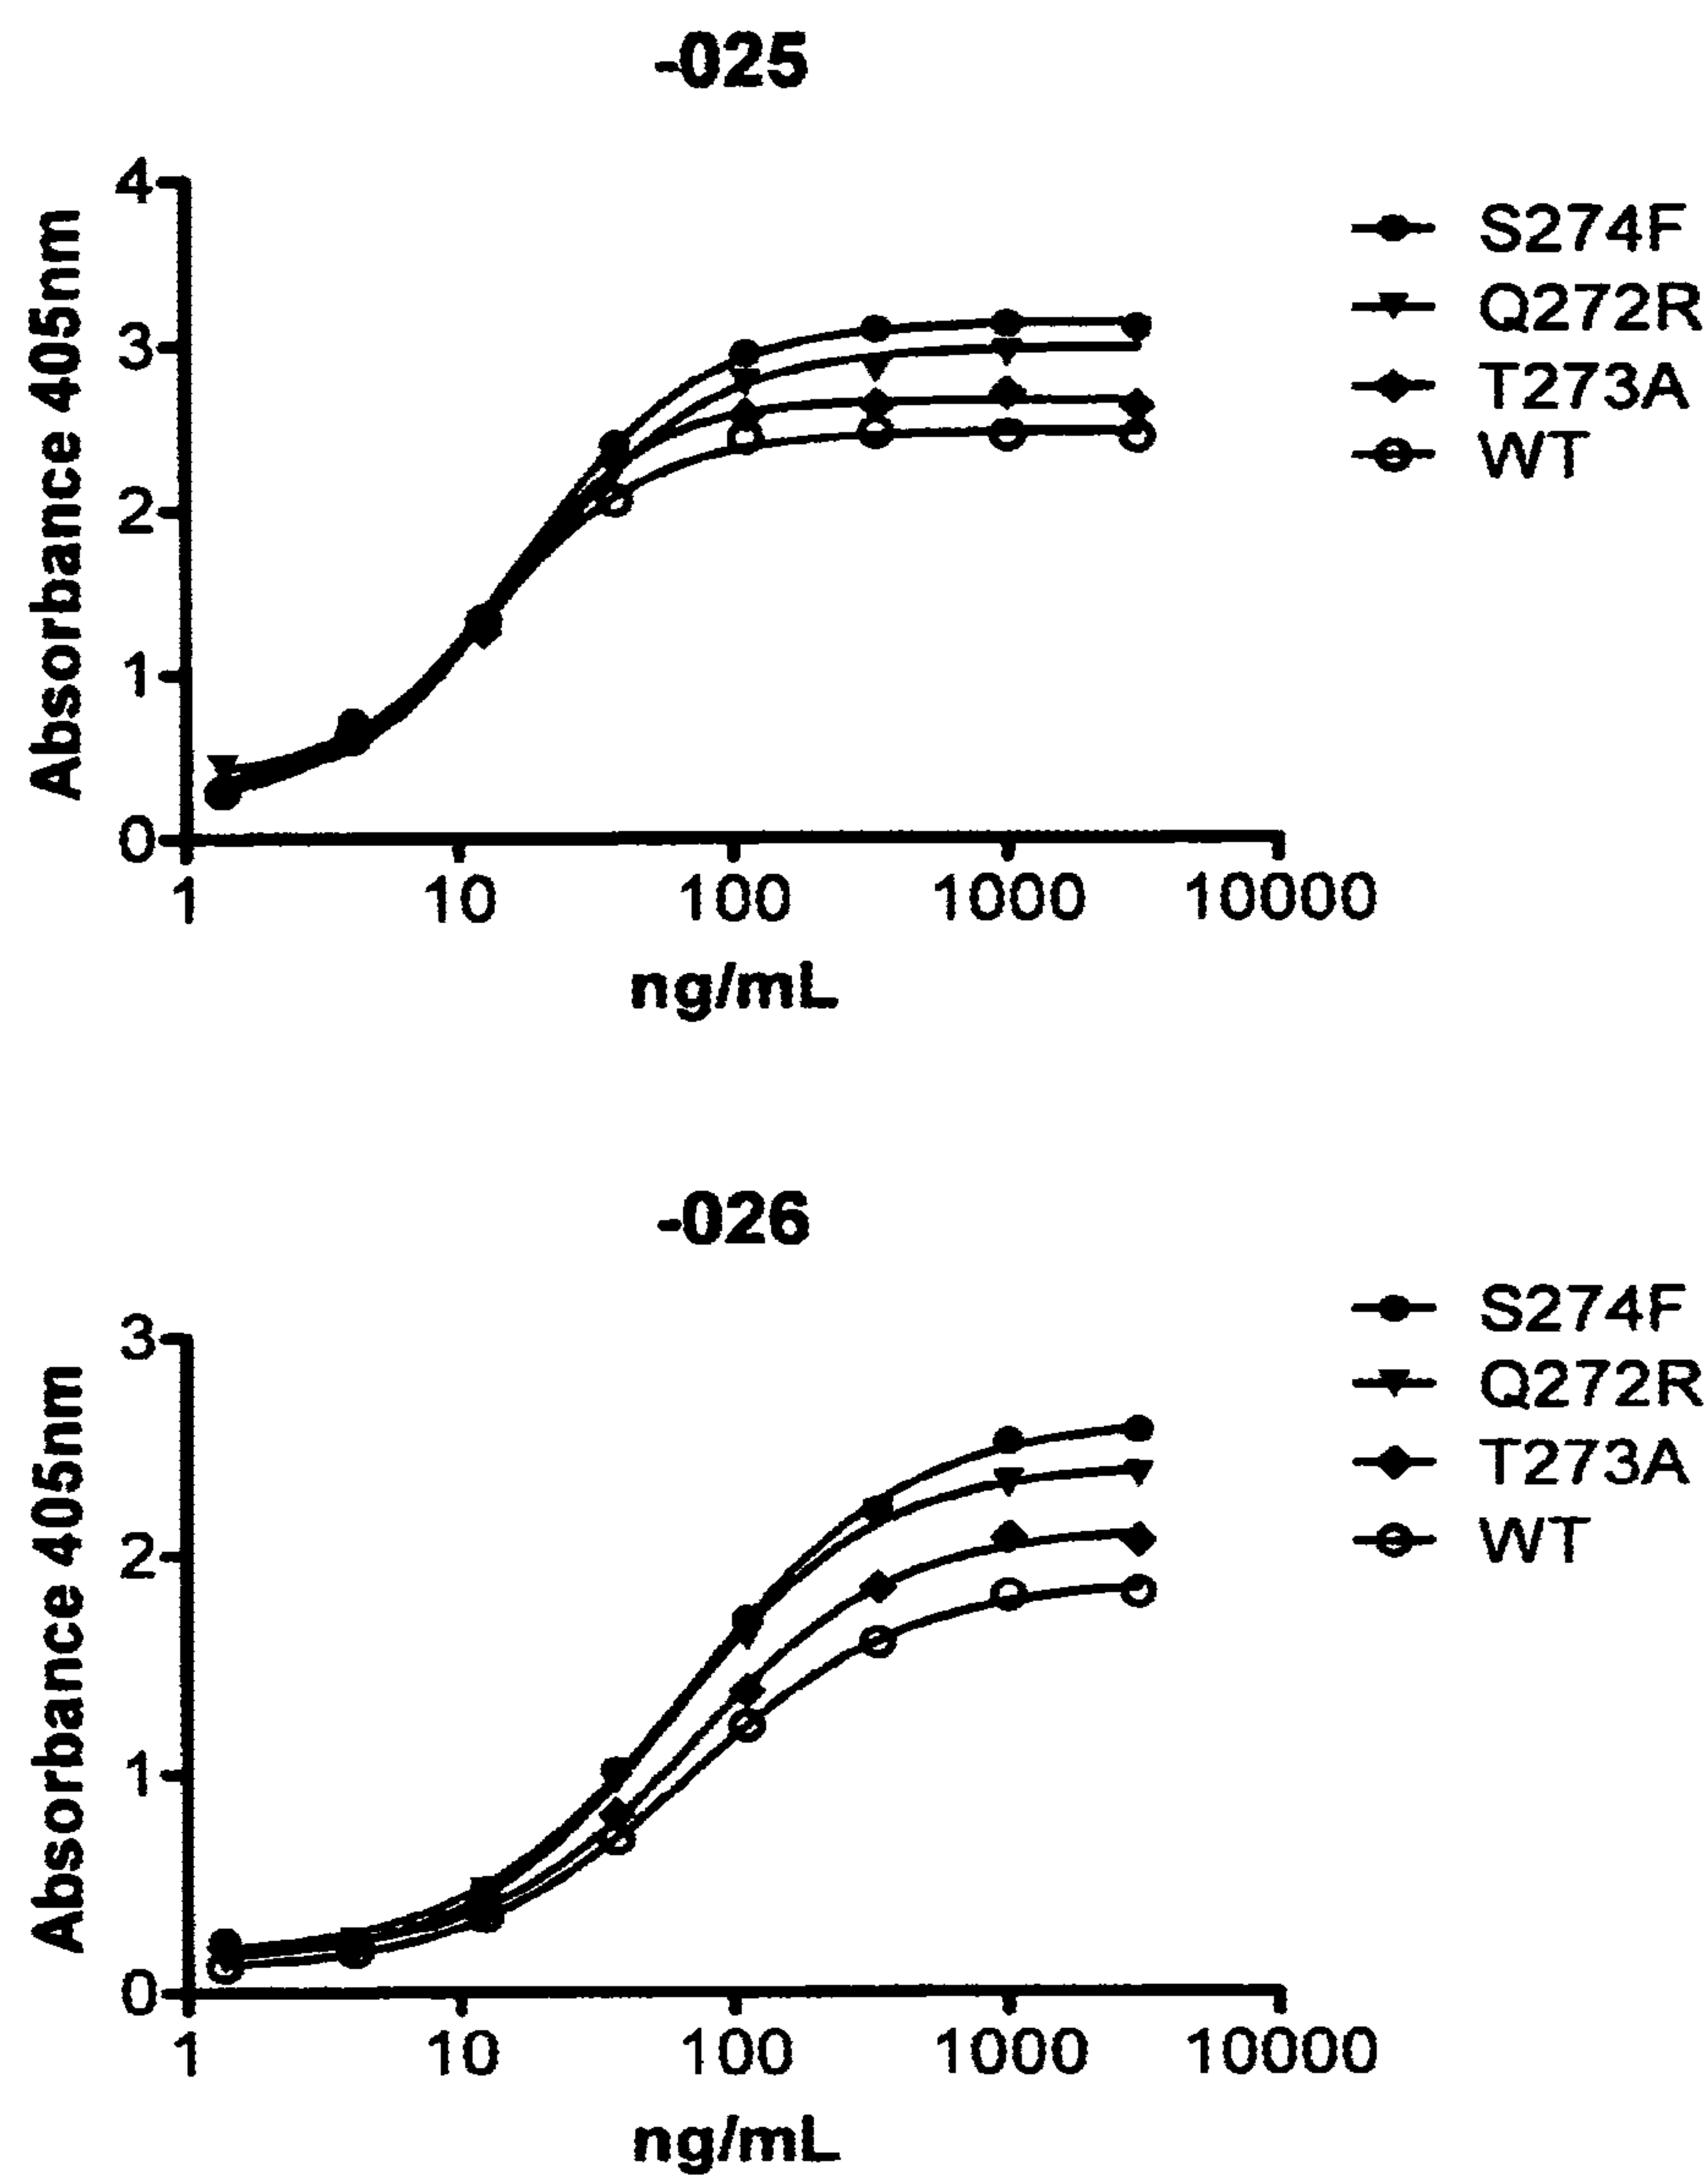 -025
Absorbance 405nm
4
3
2
1
0
1 10 100 1000 10000
ng/mL
S274F
Q272R
T273A
WT
-026
Absorbance 405nm
3
2
1
0
1 10 100 1000 10000
ng/mL
S274F
Q272R
T273A
WT